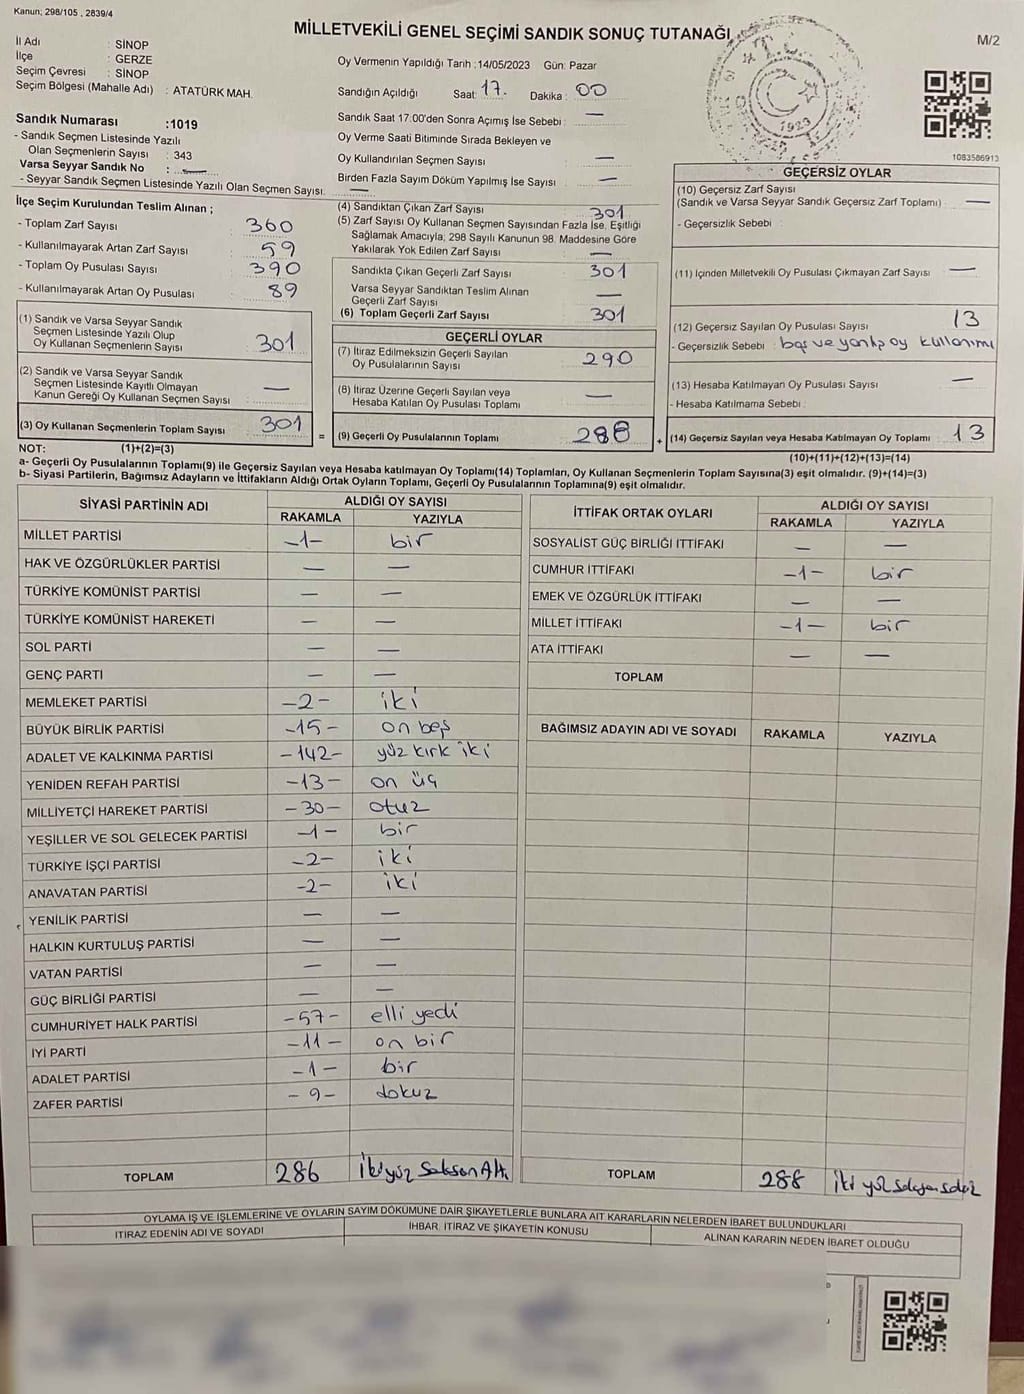 Kanun; 298/105 , 2839/4
MİLLETVEKİLİ GENEL SEÇİMİ SANDIK SONUÇ TUTANAĞI
M/2
İl Adı : SİNOP
İlçe : GERZE
Seçim Çevresi : SİNOP
Seçim Bölgesi (Mahalle Adı) : ATATÜRK MAH.
Oy Vermenin Yapıldığı Tarih :14/05/2023 Gün: Pazar
Sandığın Açıldığı Saat: 17. Dakika : 00
Sandık Saat 17.00'den Sonra Açımış İse Sebebi : —
Oy Verme Saati Bitiminde Sırada Bekleyen ve
Oy Kullandırılan Seçmen Sayısı —
Birden Fazla Sayım Döküm Yapılmış İse Sayısı : —
1923
1083586913
Sandık Numarası :1019
- Sandık Seçmen Listesinde Yazılı
Olan Seçmenlerin Sayısı : 343
Varsa Seyyar Sandık No : —
- Seyyar Sandık Seçmen Listesinde Yazılı Olan Seçmen Sayısı. —
İlçe Seçim Kurulundan Teslim Alınan ;
- Toplam Zarf Sayısı 360
- Kullanılmayarak Artan Zarf Sayısı 59
- Toplam Oy Pusulası Sayısı 390
- Kullanılmayarak Artan Oy Pusulası 89
(1) Sandık ve Varsa Seyyar Sandık
Seçmen Listesinde Yazılı Olup
Oy Kullanan Seçmenlerin Sayısı 301
(2) Sandık ve Varsa Seyyar Sandık
Seçmen Listesinde Kayıtlı Olmayan
Kanun Gereği Oy Kullanan Seçmen Sayısı —
(3) Oy Kullanan Seçmenlerin Toplam Sayısı 301
(4) Sandıktan Çıkan Zarf Sayısı 301
(5) Zarf Sayısı Oy Kullanan Seçmen Sayısından Fazla İse, Eşitliği
Sağlamak Amacıyla; 298 Sayılı Kanunun 98. Maddesine Göre
Yakılarak Yok Edilen Zarf Sayısı —
Sandıkta Çıkan Geçerli Zarf Sayısı 301
Varsa Seyyar Sandıktan Teslim Alınan
Geçerli Zarf Sayısı —
(6) Toplam Geçerli Zarf Sayısı 301
GEÇERLİ OYLAR
(7) İtiraz Edilmeksizin Geçerli Sayılan
Oy Pusulalarının Sayısı 290
(8) İtiraz Üzerine Geçerli Sayılan veya
Hesaba Katılan Oy Pusulası Toplamı —
= (9) Geçerli Oy Pusulalarının Toplamı 288
GEÇERSİZ OYLAR
(10) Geçersiz Zarf Sayısı
(Sandık ve Varsa Seyyar Sandık Geçersiz Zarf Toplamı) : —
- Geçersizlik Sebebi :
(11) İçinden Milletvekili Oy Pusulası Çıkmayan Zarf Sayısı —
(12) Geçersiz Sayılan Oy Pusulası Sayısı 13
- Geçersizlik Sebebi : boş ve yanlış oy kullanımı
(13) Hesaba Katılmayan Oy Pusulası Sayısı —
- Hesaba Katılmama Sebebi :
+ (14) Geçersiz Sayılan veya Hesaba Katılmayan Oy Toplamı 13
NOT: (1)+(2)=(3) (10)+(11)+(12)+(13)=(14)
a- Geçerli Oy Pusulalarının Toplamı(9) ile Geçersiz Sayılan veya Hesaba katılmayan Oy Toplamı(14) Toplamları, Oy Kullanan Seçmenlerin Toplam Sayısına(3) eşit olmalıdır. (9)+(14)=(3)
b- Siyasi Partilerin, Bağımsız Adayların ve İttifakların Aldığı Ortak Oyların Toplamı, Geçerli Oy Pusulalarının Toplamına(9) eşit olmalıdır.
SİYASİ PARTİNİN ADI ALDIĞI OY SAYISI
RAKAMLA YAZIYLA
MİLLET PARTİSİ -1- bir
HAK VE ÖZGÜRLÜKLER PARTİSİ — —
TÜRKİYE KOMÜNİST PARTİSİ — —
TÜRKİYE KOMÜNİST HAREKETİ — —
SOL PARTİ — —
GENÇ PARTİ — —
MEMLEKET PARTİSİ -2- iki
BÜYÜK BİRLİK PARTİSİ -15- on beş
ADALET VE KALKINMA PARTİSİ -142- yüz kırk iki
YENİDEN REFAH PARTİSİ -13- on üç
MİLLİYETÇİ HAREKET PARTİSİ -30- otuz
YEŞİLLER VE SOL GELECEK PARTİSİ -1- bir
TÜRKİYE İŞÇİ PARTİSİ -2- iki
ANAVATAN PARTİSİ -2- iki
YENİLİK PARTİSİ — —
HALKIN KURTULUŞ PARTİSİ — —
VATAN PARTİSİ — —
GÜÇ BİRLİĞİ PARTİSİ — —
CUMHURİYET HALK PARTİSİ -57- elli yedi
İYİ PARTİ -11- on bir
ADALET PARTİSİ -1- bir
ZAFER PARTİSİ -9- dokuz
TOPLAM 286 İkiyüz Seksen Altı
İTTİFAK ORTAK OYLARI ALDIĞI OY SAYISI
RAKAMLA YAZIYLA
SOSYALİST GÜÇ BİRLİĞİ İTTİFAKI — —
CUMHUR İTTİFAKI -1- bir
EMEK VE ÖZGÜRLÜK İTTİFAKI — —
MİLLET İTTİFAKI -1- bir
ATA İTTİFAKI — —
TOPLAM
BAĞIMSIZ ADAYIN ADI VE SOYADI RAKAMLA YAZIYLA
TOPLAM 288 İki yüz seksen sekiz
OYLAMA İŞ VE İŞLEMLERİNE VE OYLARIN SAYIM DÖKÜMÜNE DAİR ŞİKAYETLERLE BUNLARA AİT KARARLARIN NELERDEN İBARET BULUNDUKLARI
İTİRAZ EDENİN ADI VE SOYADI İHBAR, İTİRAZ VE ŞİKAYETİN KONUSU ALINAN KARARIN NEDEN İBARET OLDUĞU